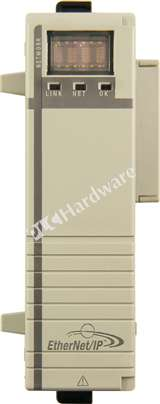 NETWORK
LINK NET OK
PLC Hardware
EtherNet/IP